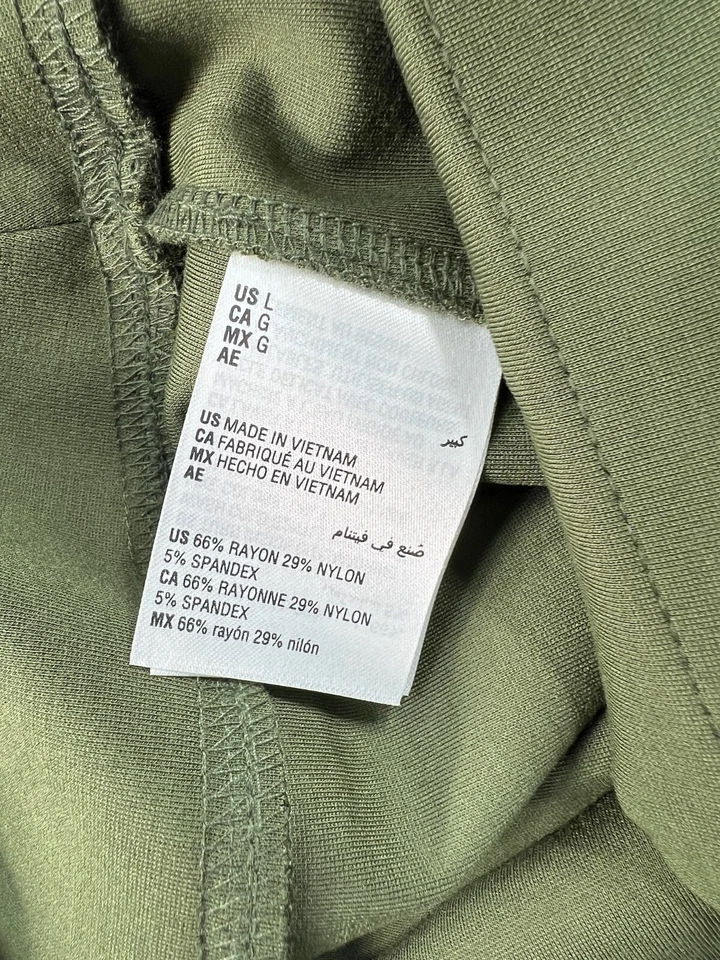 US L
CA G
MX G
AE
كبير
US MADE IN VIETNAM
CA FABRIQUÉ AU VIETNAM
MX HECHO EN VIETNAM
AE
صُنع في فيتنام
US 66% RAYON 29% NYLON
5% SPANDEX
CA 66% RAYONNE 29% NYLON
5% SPANDEX
MX 66% rayón 29% nilón